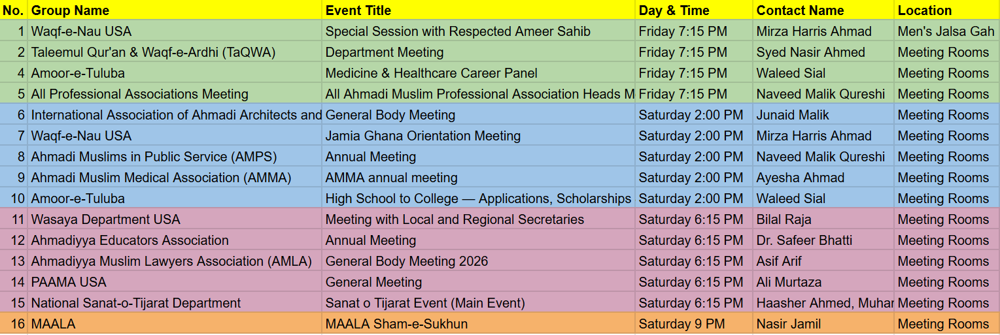 No. Group Name Event Title Day & Time Contact Name Location
1 Waqf-e-Nau USA Special Session with Respected Ameer Sahib Friday 7:15 PM Mirza Harris Ahmad Men's Jalsa Gah
2 Taleemul Qur'an & Waqf-e-Ardhi (TaQWA) Department Meeting Friday 7:15 PM Syed Nasir Ahmed Meeting Rooms
4 Amoor-e-Tuluba Medicine & Healthcare Career Panel Friday 7:15 PM Waleed Sial Meeting Rooms
5 All Professional Associations Meeting All Ahmadi Muslim Professional Association Heads M Friday 7:15 PM Naveed Malik Qureshi Meeting Rooms
6 International Association of Ahmadi Architects and General Body Meeting Saturday 2:00 PM Junaid Malik Meeting Rooms
7 Waqf-e-Nau USA Jamia Ghana Orientation Meeting Saturday 2:00 PM Mirza Harris Ahmad Meeting Rooms
8 Ahmadi Muslims in Public Service (AMPS) Annual Meeting Saturday 2:00 PM Naveed Malik Qureshi Meeting Rooms
9 Ahmadi Muslim Medical Association (AMMA) AMMA annual meeting Saturday 2:00 PM Ayesha Ahmad Meeting Rooms
10 Amoor-e-Tuluba High School to College — Applications, Scholarships Saturday 2:00 PM Waleed Sial Meeting Rooms
11 Wasaya Department USA Meeting with Local and Regional Secretaries Saturday 6:15 PM Bilal Raja Meeting Rooms
12 Ahmadiyya Educators Association Annual Meeting Saturday 6:15 PM Dr. Safeer Bhatti Meeting Rooms
13 Ahmadiyya Muslim Lawyers Association (AMLA) General Body Meeting 2026 Saturday 6:15 PM Asif Arif Meeting Rooms
14 PAAMA USA General Meeting Saturday 6:15 PM Ali Murtaza Meeting Rooms
15 National Sanat-o-Tijarat Department Sanat o Tijarat Event (Main Event) Saturday 6:15 PM Haasher Ahmed, Muhar Meeting Rooms
16 MAALA MAALA Sham-e-Sukhun Saturday 9 PM Nasir Jamil Meeting Rooms